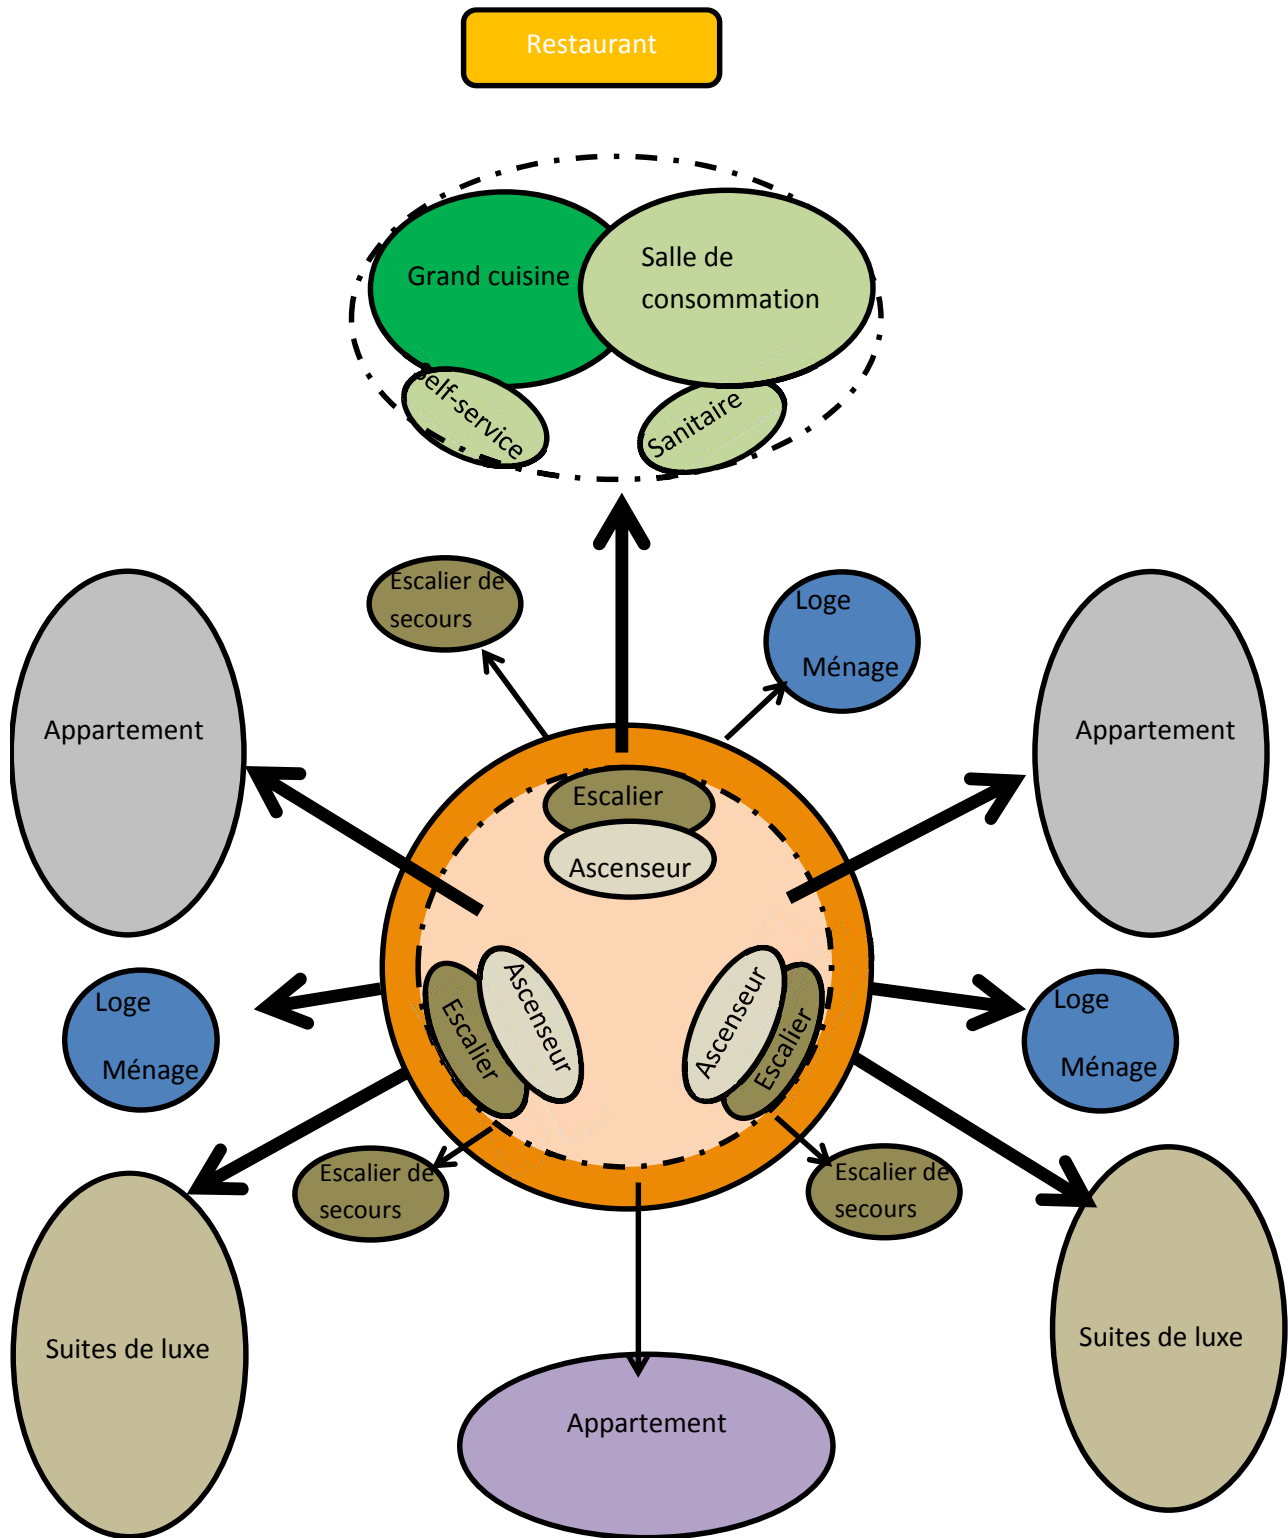 Restaurant
Grand cuisine
Salle de
consommation
Self-service
Sanitaire
Escalier de
secours
Loge
Ménage
Appartement
Appartement
Escalier
Ascenseur
Loge
Ménage
Escalier
Ascenseur
Ascenseur
Escalier
Loge
Ménage
Escalier de
secours
Escalier de
secours
Suites de luxe
Suites de luxe
Appartement